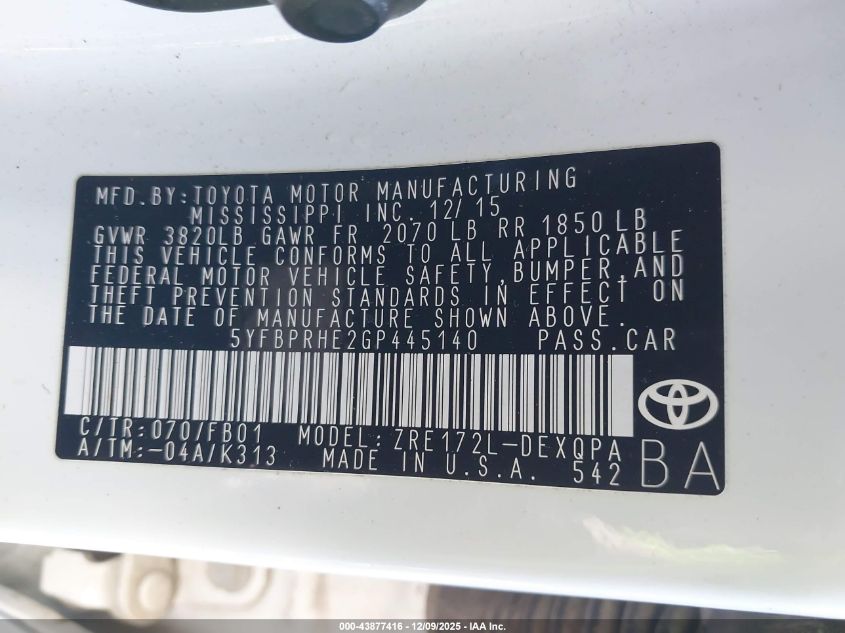 MFD. BY: TOYOTA MOTOR MANUFACTURING
MISSISSIPPI INC. 12/15
GVWR 3820LB GAWR FR 2070 LB RR 1850 LB
THIS VEHICLE CONFORMS TO ALL APPLICABLE
FEDERAL MOTOR VEHICLE SAFETY, BUMPER, AND
THEFT PREVENTION STANDARDS IN EFFECT ON
THE DATE OF MANUFACTURE SHOWN ABOVE.
5YFBPRHE2GP445140 PASS.CAR
C/TR: 070/FB01 MODEL: ZRE172L-DEXQPA
A/TM: -04A/K313 MADE IN U.S.A. 542
BA
000-43877416 - 12/09/2025 - IAA Inc.